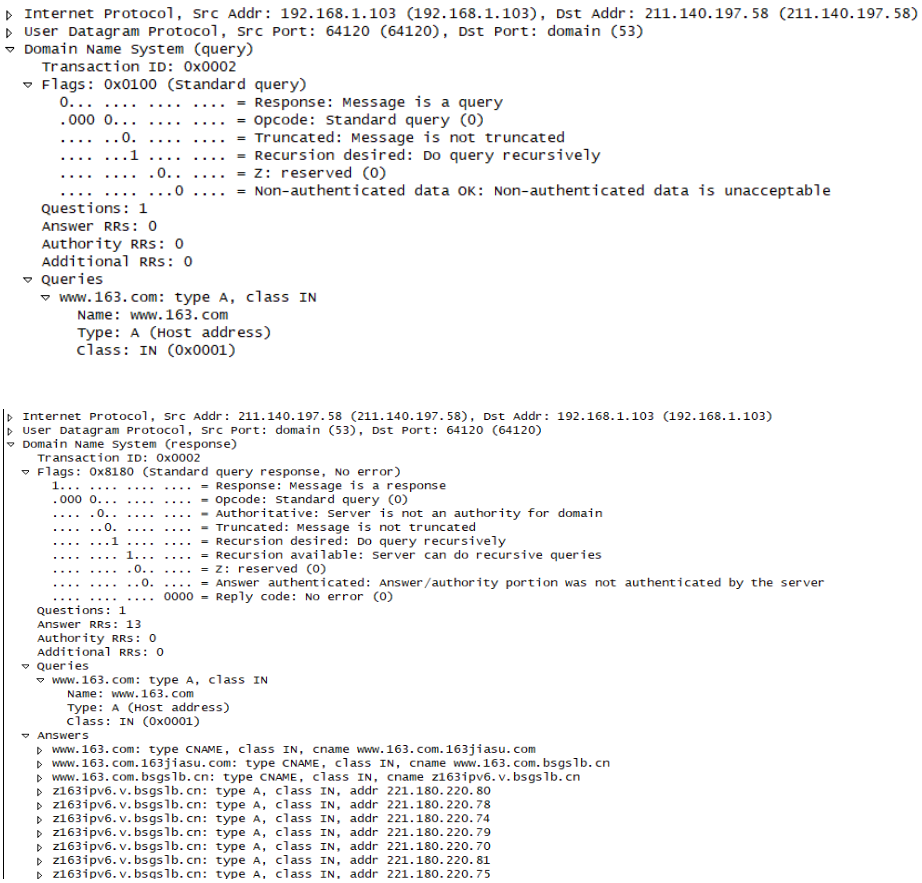 Internet Protocol, Src Addr: 192.168.1.103 (192.168.1.103), Dst Addr: 211.140.197.58 (211.140.197.58)
User Datagram Protocol, Src Port: 64120 (64120), Dst Port: domain (53)
Domain Name System (query)
Transaction ID: 0x0002
Flags: 0x0100 (Standard query)
0... .... .... .... = Response: Message is a query
.000 0... .... .... = Opcode: Standard query (0)
.... ..0. .... .... = Truncated: Message is not truncated
.... ...1 .... .... = Recursion desired: Do query recursively
.... .... .0.. .... = Z: reserved (0)
.... .... ...0 .... = Non-authenticated data OK: Non-authenticated data is unacceptable
Questions: 1
Answer RRs: 0
Authority RRs: 0
Additional RRs: 0
Queries
www.163.com: type A, class IN
Name: www.163.com
Type: A (Host address)
Class: IN (0x0001)
Internet Protocol, Src Addr: 211.140.197.58 (211.140.197.58), Dst Addr: 192.168.1.103 (192.168.1.103)
User Datagram Protocol, Src Port: domain (53), Dst Port: 64120 (64120)
Domain Name System (response)
Transaction ID: 0x0002
Flags: 0x8180 (Standard query response, No error)
1... .... .... .... = Response: Message is a response
.000 0... .... .... = Opcode: Standard query (0)
.... .0.. .... .... = Authoritative: Server is not an authority for domain
.... ..0. .... .... = Truncated: Message is not truncated
.... ...1 .... .... = Recursion desired: Do query recursively
.... .... 1... .... = Recursion available: Server can do recursive queries
.... .... .0.. .... = Z: reserved (0)
.... .... ..0. .... = Answer authenticated: Answer/authority portion was not authenticated by the server
.... .... .... 0000 = Reply code: No error (0)
Questions: 1
Answer RRs: 13
Authority RRs: 0
Additional RRs: 0
Queries
www.163.com: type A, class IN
Name: www.163.com
Type: A (Host address)
Class: IN (0x0001)
Answers
www.163.com: type CNAME, class IN, cname www.163.com.163jiasu.com
www.163.com.163jiasu.com: type CNAME, class IN, cname www.163.com.bsgslb.cn
www.163.com.bsgslb.cn: type CNAME, class IN, cname z163ipv6.v.bsgslb.cn
z163ipv6.v.bsgslb.cn: type A, class IN, addr 221.180.220.80
z163ipv6.v.bsgslb.cn: type A, class IN, addr 221.180.220.78
z163ipv6.v.bsgslb.cn: type A, class IN, addr 221.180.220.74
z163ipv6.v.bsgslb.cn: type A, class IN, addr 221.180.220.79
z163ipv6.v.bsgslb.cn: type A, class IN, addr 221.180.220.70
z163ipv6.v.bsgslb.cn: type A, class IN, addr 221.180.220.81
z163ipv6.v.bsgslb.cn: type A, class IN, addr 221.180.220.75